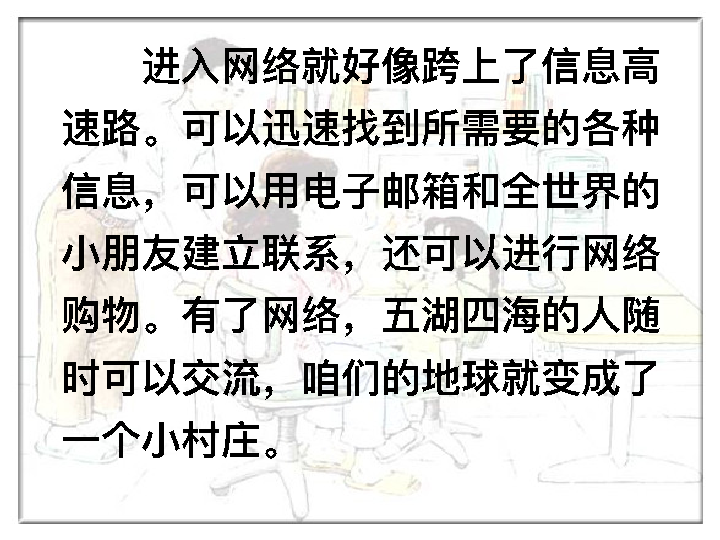 进入网络就好像跨上了信息高
速路。可以迅速找到所需要的各种
信息，可以用电子邮箱和全世界的
小朋友建立联系，还可以进行网络
购物。有了网络，五湖四海的人随
时可以交流，咱们的地球就变成了
一个小村庄。